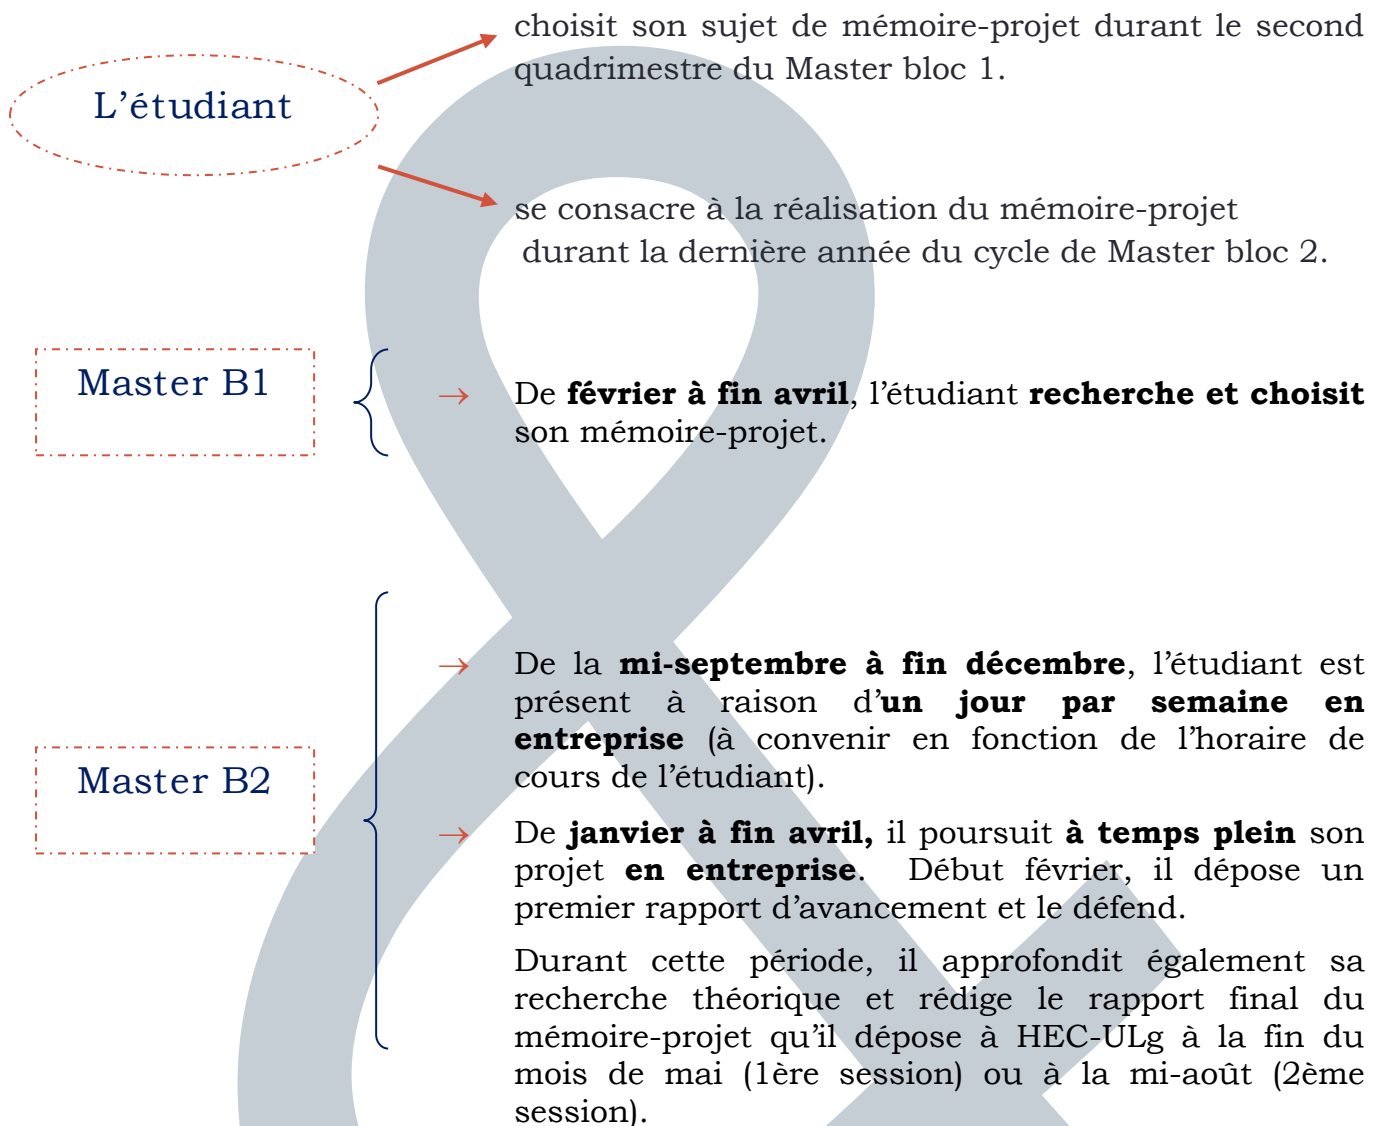 choisit son sujet de mémoire-projet durant le second
quadrimestre du Master bloc 1.
L’étudiant
se consacre à la réalisation du mémoire-projet
durant la dernière année du cycle de Master bloc 2.
Master B1
→ De février à fin avril, l’étudiant recherche et choisit
son mémoire-projet.
→ De la mi-septembre à fin décembre, l’étudiant est
présent à raison d’un jour par semaine en
entreprise (à convenir en fonction de l’horaire de
cours de l’étudiant).
Master B2
→ De janvier à fin avril, il poursuit à temps plein son
projet en entreprise. Début février, il dépose un
premier rapport d’avancement et le défend.
Durant cette période, il approfondit également sa
recherche théorique et rédige le rapport final du
mémoire-projet qu’il dépose à HEC-ULg à la fin du
mois de mai (1ère session) ou à la mi-août (2ème
session).